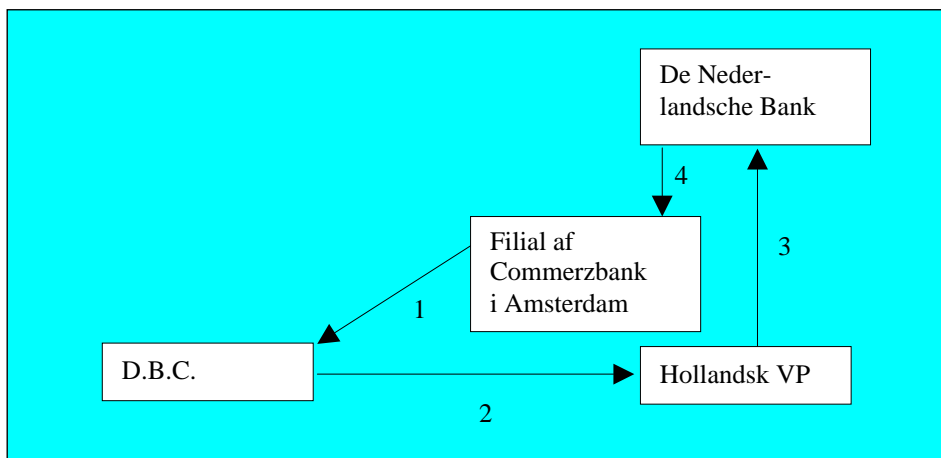 De Neder-
landsche Bank
4
Filial af
Commerzbank
i Amsterdam
3
1
D.B.C.
Hollandsk VP
2